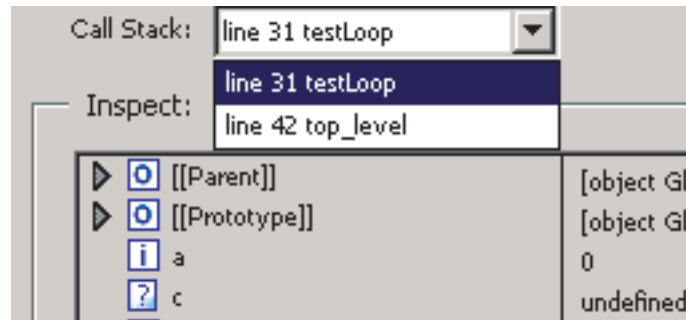 Call Stack: line 31 testLoop
line 31 testLoop
Inspect:
line 42 top_level
[[Parent]] [object Gl
[[Prototype]] [object Gl
i a 0
? c undefined